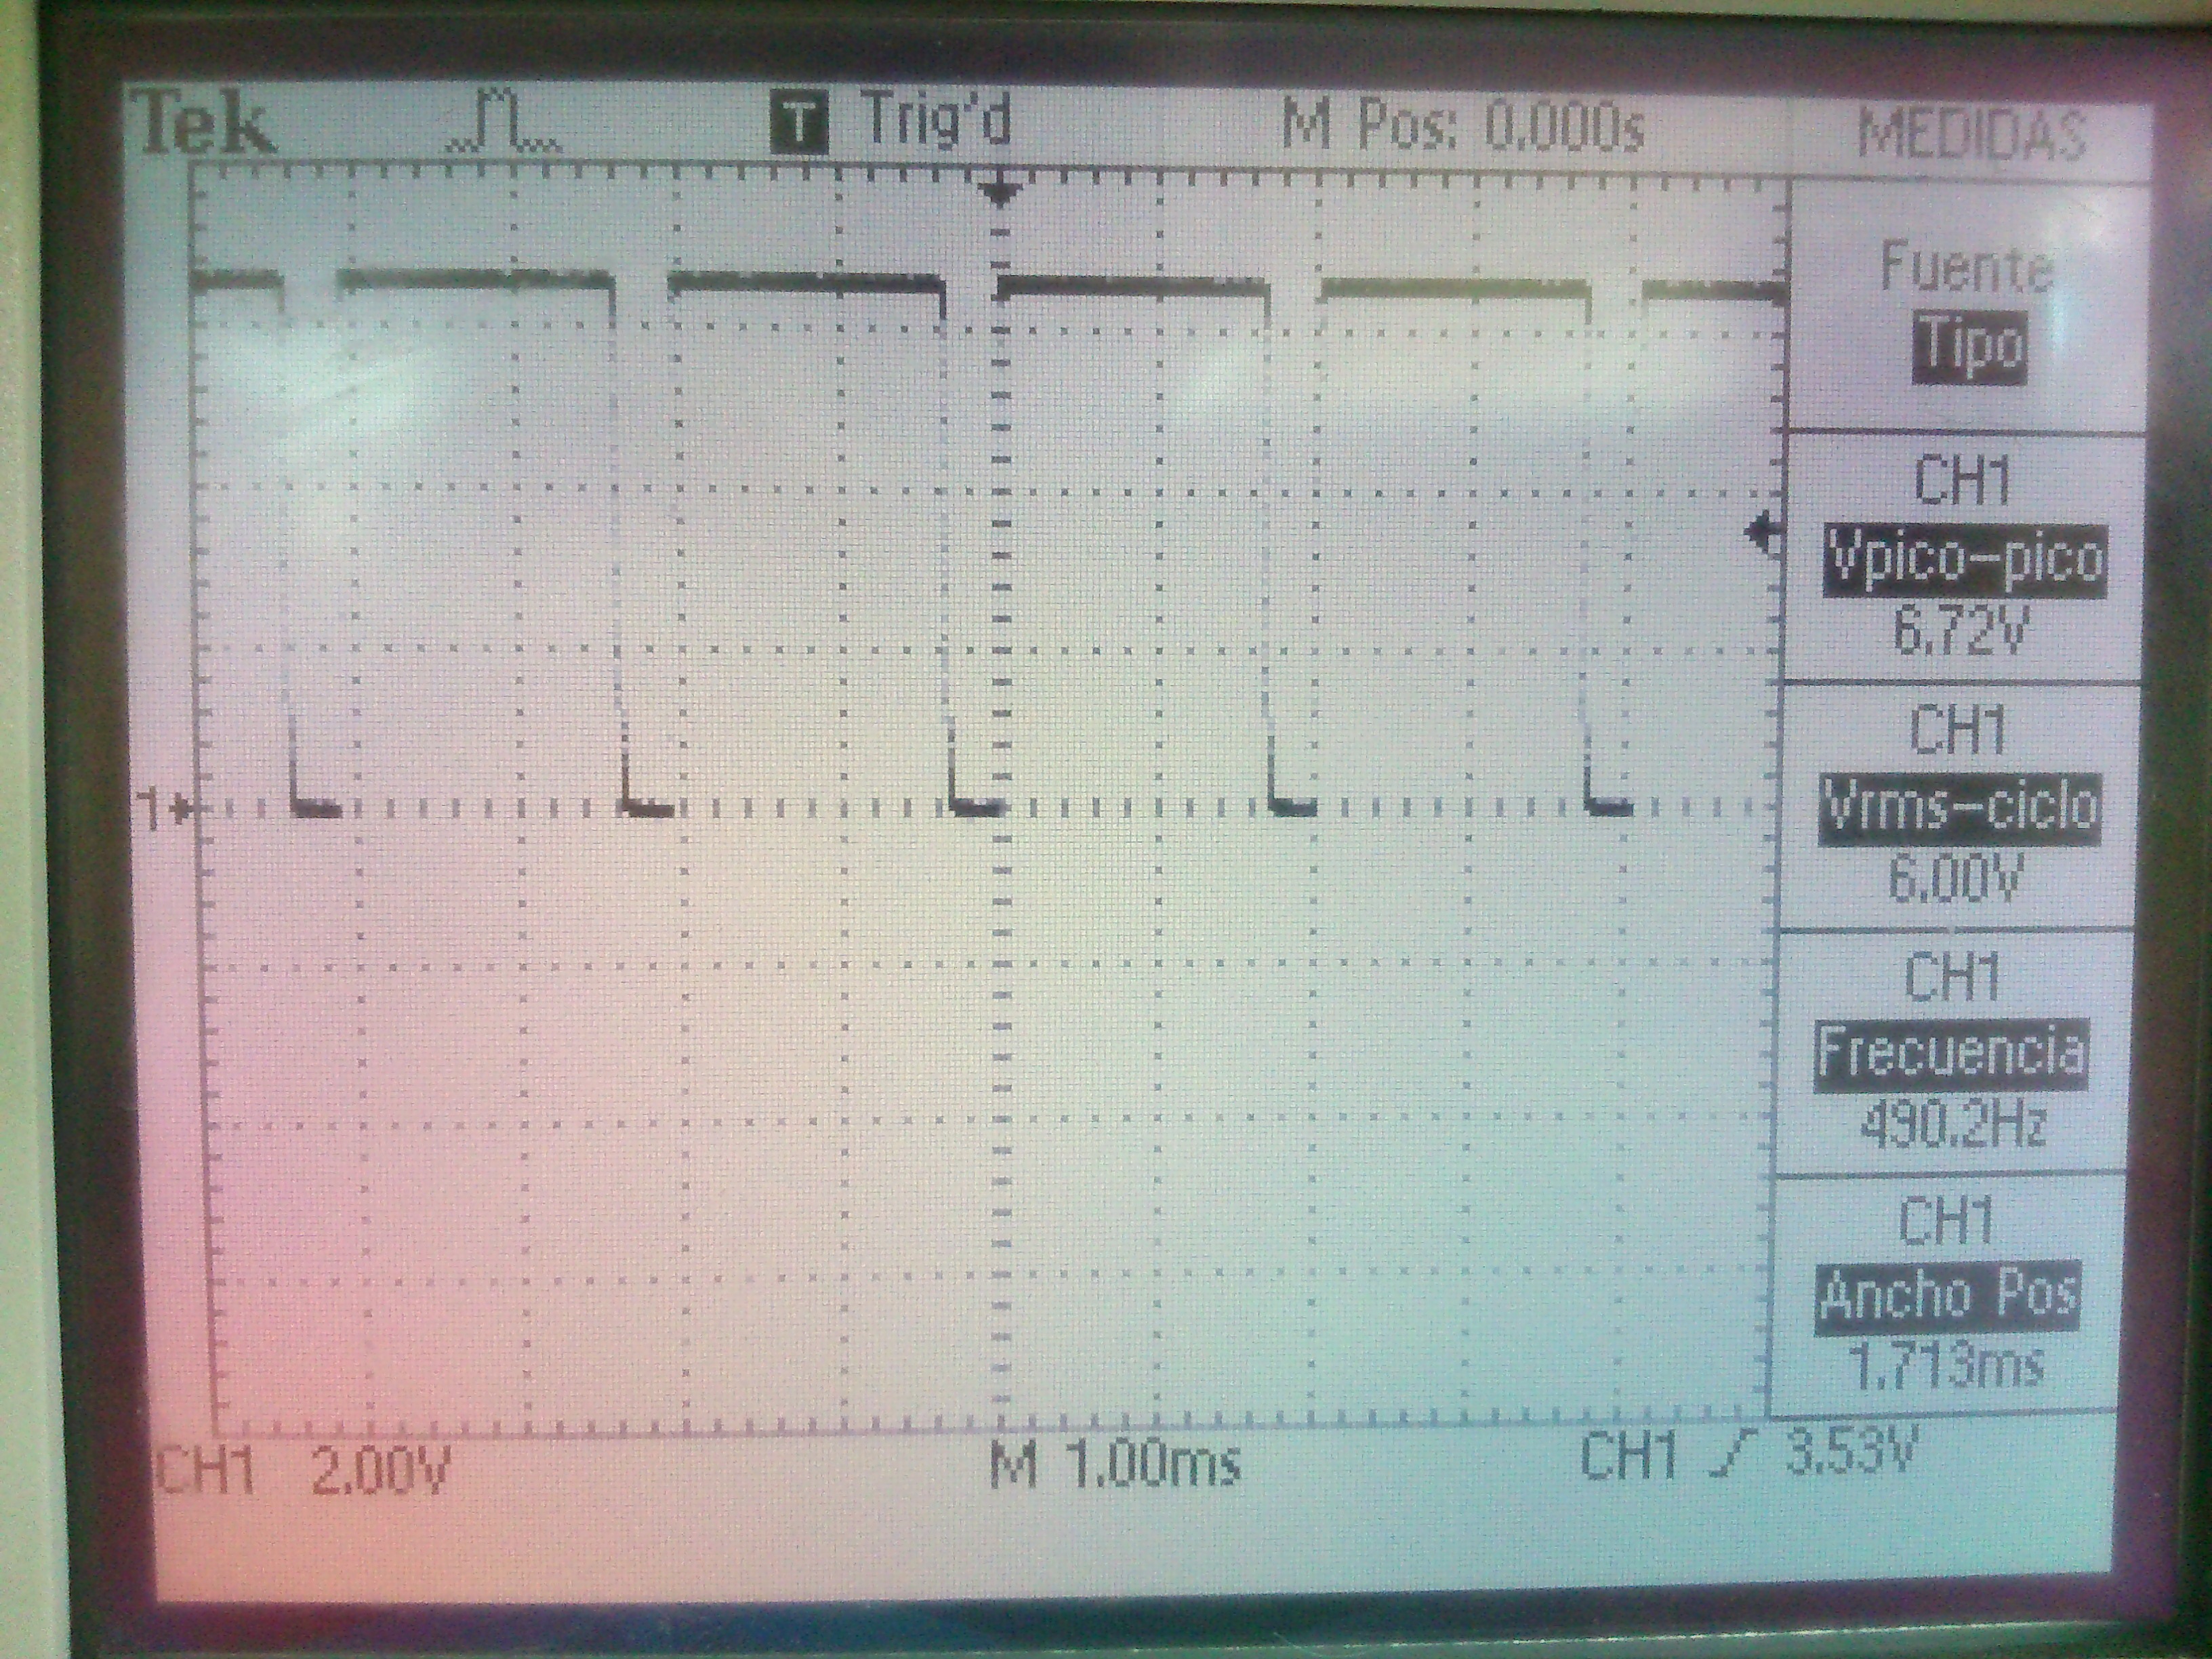 Tek T Trig'd M Pos: 0.000s MEDIDAS
Fuente
Tipo
CH1
Vpico-pico
6.72V
1
CH1
Vrms-ciclo
6.00V
CH1
Frecuencia
490.2Hz
CH1
Ancho Pos
1.713ms
CH1 2.00V M 1.00ms CH1 3.53V